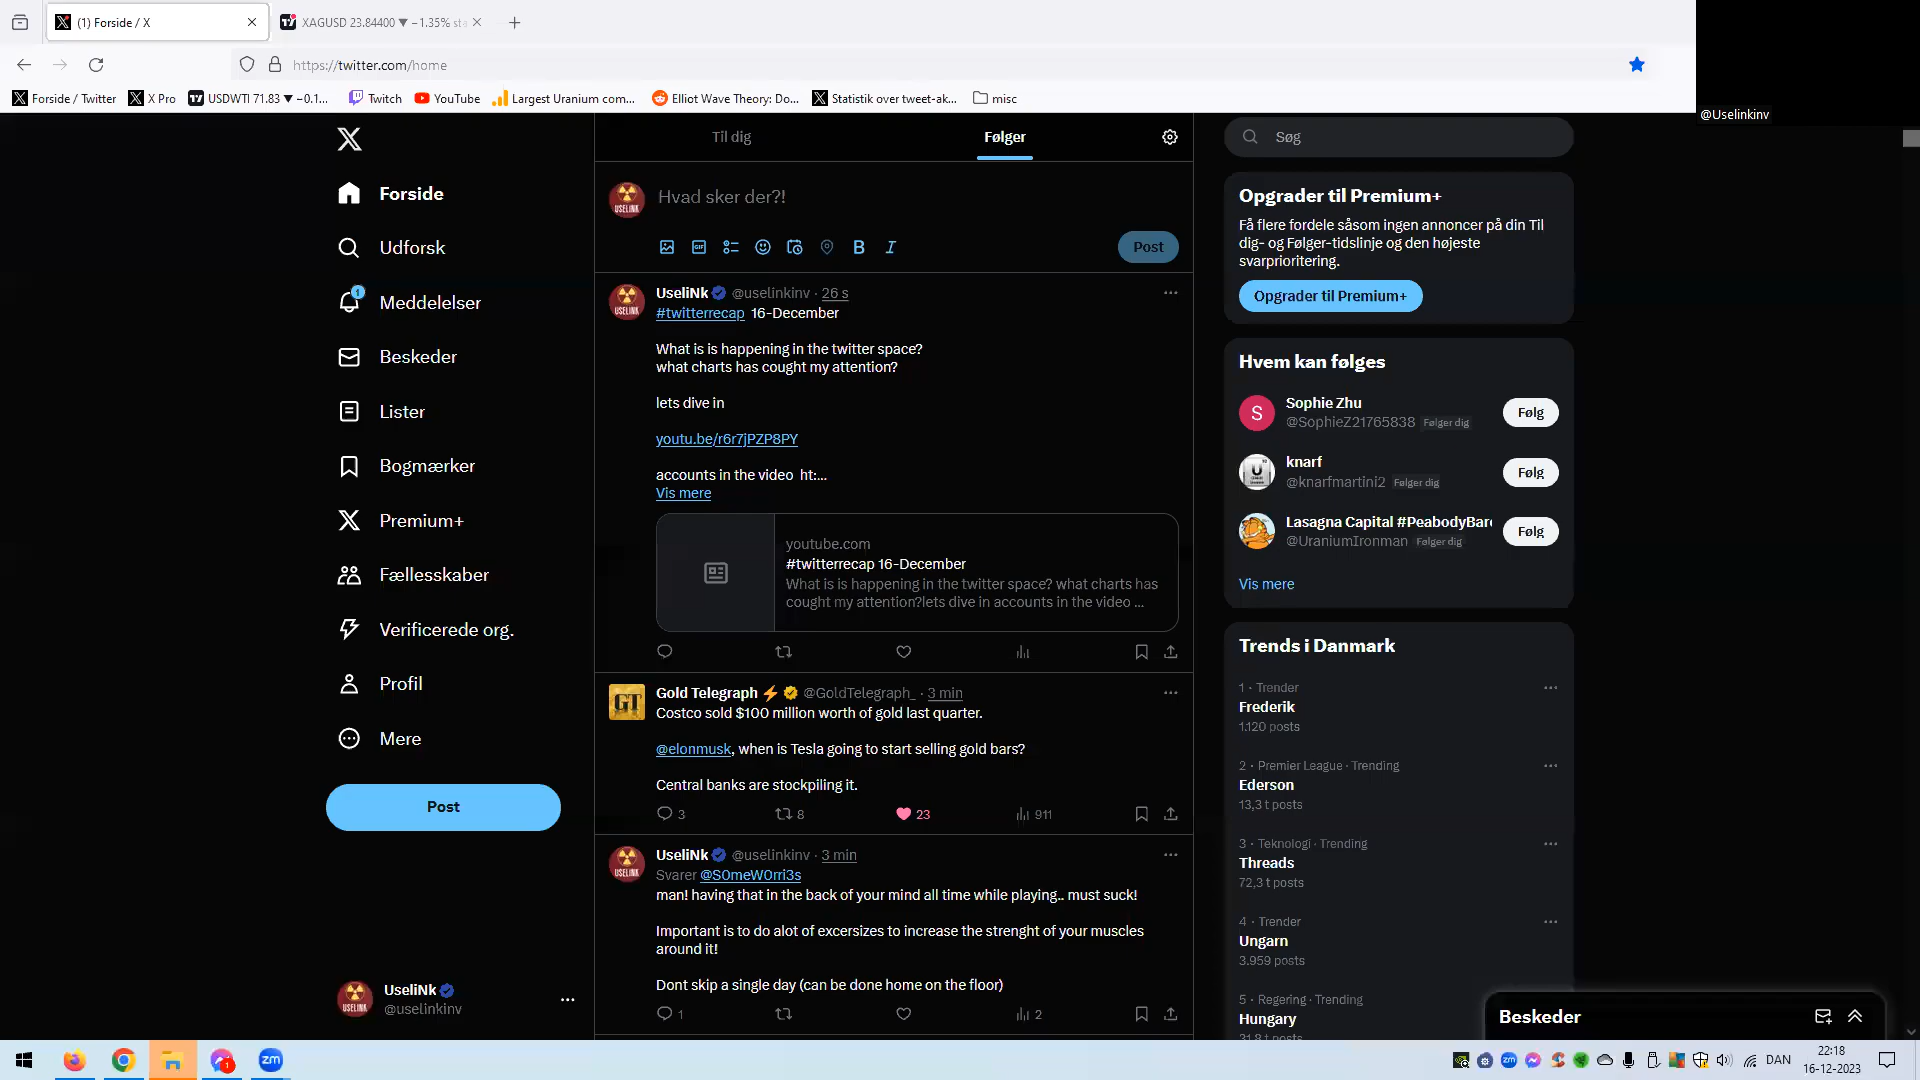 (1) Forside / X
XAGUSD 23.84400 ▼ −1.35%
https://twitter.com/home
Forside / Twitter
X Pro
USDWTI 71.83 ▼ −0.1...
Twitch
YouTube
Largest Uranium com...
Elliot Wave Theory: Do...
Statistik over tweet-ak...
misc
@Uselinkinv
Forside
Udforsk
1
Meddelelser
Beskeder
Lister
Bogmærker
Premium+
Fællesskaber
Verificerede org.
Profil
Mere
Post
UseliNk
@uselinkinv
Til dig
Følger
USELINK
Hvad sker der?!
GIF
B I
Post
USELINK
UseliNk @uselinkinv · 26 s
#twitterrecap 16-December
What is is happening in the twitter space?
what charts has cought my attention?
lets dive in
youtu.be/r6r7jPZP8PY
accounts in the video ht:...
Vis mere
youtube.com
#twitterrecap 16-December
What is is happening in the twitter space? what charts has
cought my attention?lets dive in accounts in the video ...
GT
Gold Telegraph ⚡ @GoldTelegraph_ · 3 min
Costco sold $100 million worth of gold last quarter.
@elonmusk, when is Tesla going to start selling gold bars?
Central banks are stockpiling it.
3 8 23 911
USELINK
UseliNk @uselinkinv · 3 min
Svarer @S0meW0rri3s
man! having that in the back of your mind all time while playing.. must suck!
Important is to do alot of excersizes to increase the strenght of your muscles
around it!
Dont skip a single day (can be done home on the floor)
1 2
Søg
Opgrader til Premium+
Få flere fordele såsom ingen annoncer på din Til
dig- og Følger-tidslinje og den højeste
svarprioritering.
Opgrader til Premium+
Hvem kan følges
S
Sophie Zhu
@SophieZ21765838 Følger dig
Følg
U
knarf
@knarfmartini2 Følger dig
Følg
Lasagna Capital #PeabodyBar
@UraniumIronman Følger dig
Følg
Vis mere
Trends i Danmark
1 · Trender
Frederik
1.120 posts
2 · Premier League · Trending
Ederson
13,3 t posts
3 · Teknologi · Trending
Threads
72,3 t posts
4 · Trender
Ungarn
3.959 posts
5 · Regering · Trending
Hungary
31,8 t posts
Beskeder
USELINK
1
zm
zm
DAN
22:18
16-12-2023